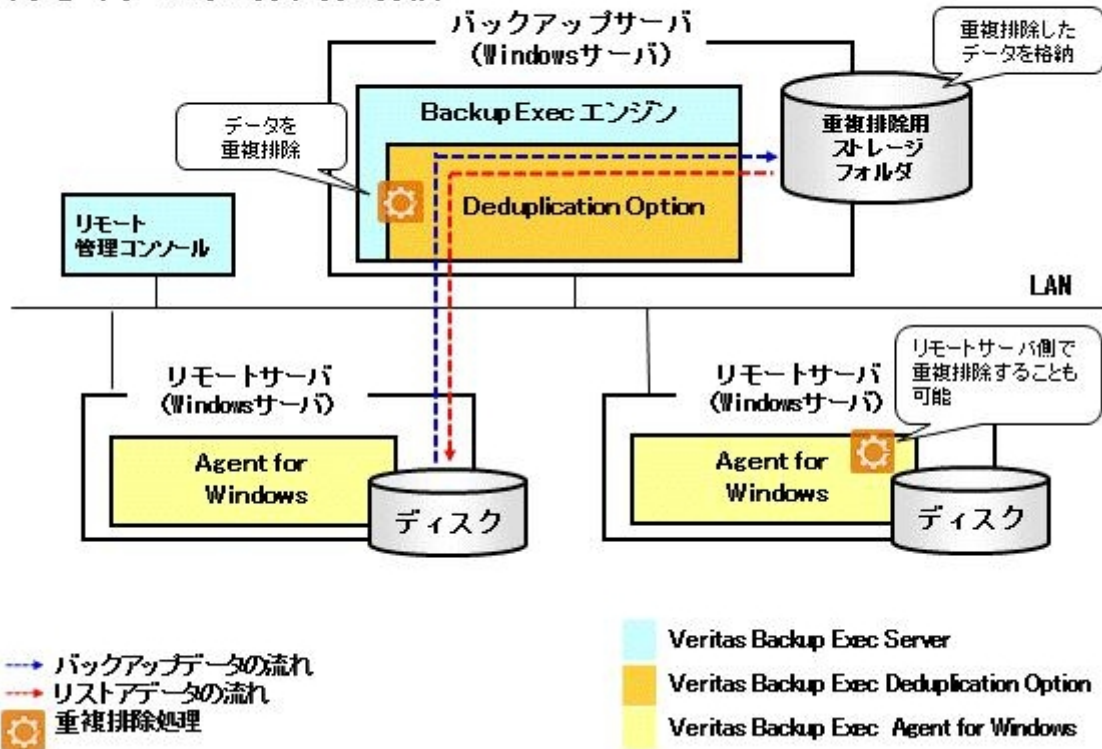 バックアップサーバ
(Windowsサーバ)
重複排除した
データを格納
データを
重複排除
Backup Exec エンジン
Deduplication Option
重複排除用
ストレージ
フォルダ
リモート
管理コンソール
LAN
リモートサーバ
(Windowsサーバ)
Agent for
Windows
ディスク
リモートサーバ
(Windowsサーバ)
リモートサーバ側で
重複排除することも
可能
Agent for
Windows
ディスク
バックアップデータの流れ
リストアデータの流れ
重複排除処理
Veritas Backup Exec Server
Veritas Backup Exec Deduplication Option
Veritas Backup Exec Agent for Windows